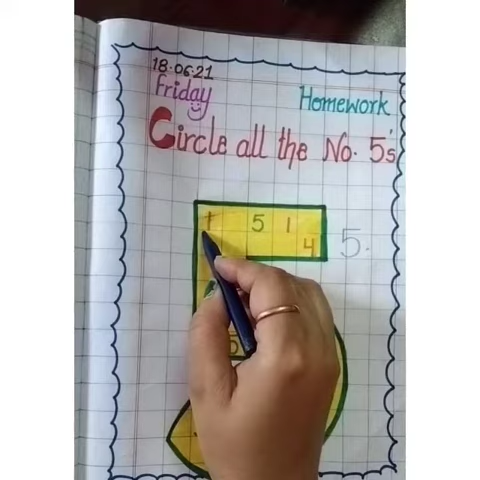 18.06.21
Friday
Homework
Circle all the No. 5's
1 5 1
4
5.
5